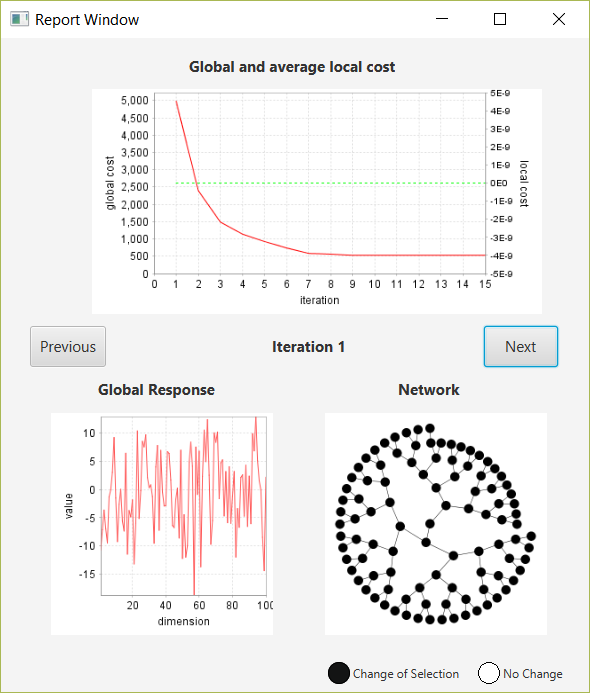 Report Window
Global and average local cost
5,000
4,500
4,000
3,500
3,000
2,500
2,000
1,500
1,000
500
0
global cost
5E-9
4E-9
3E-9
2E-9
1E-9
0E0
-1E-9
-2E-9
-3E-9
-4E-9
-5E-9
local cost
0 1 2 3 4 5 6 7 8 9 10 11 12 13 14 15
iteration
Previous Iteration 1 Next
Global Response Network
10
5
0
-5
-10
-15
value
20 40 60 80 100
dimension
Change of Selection No Change